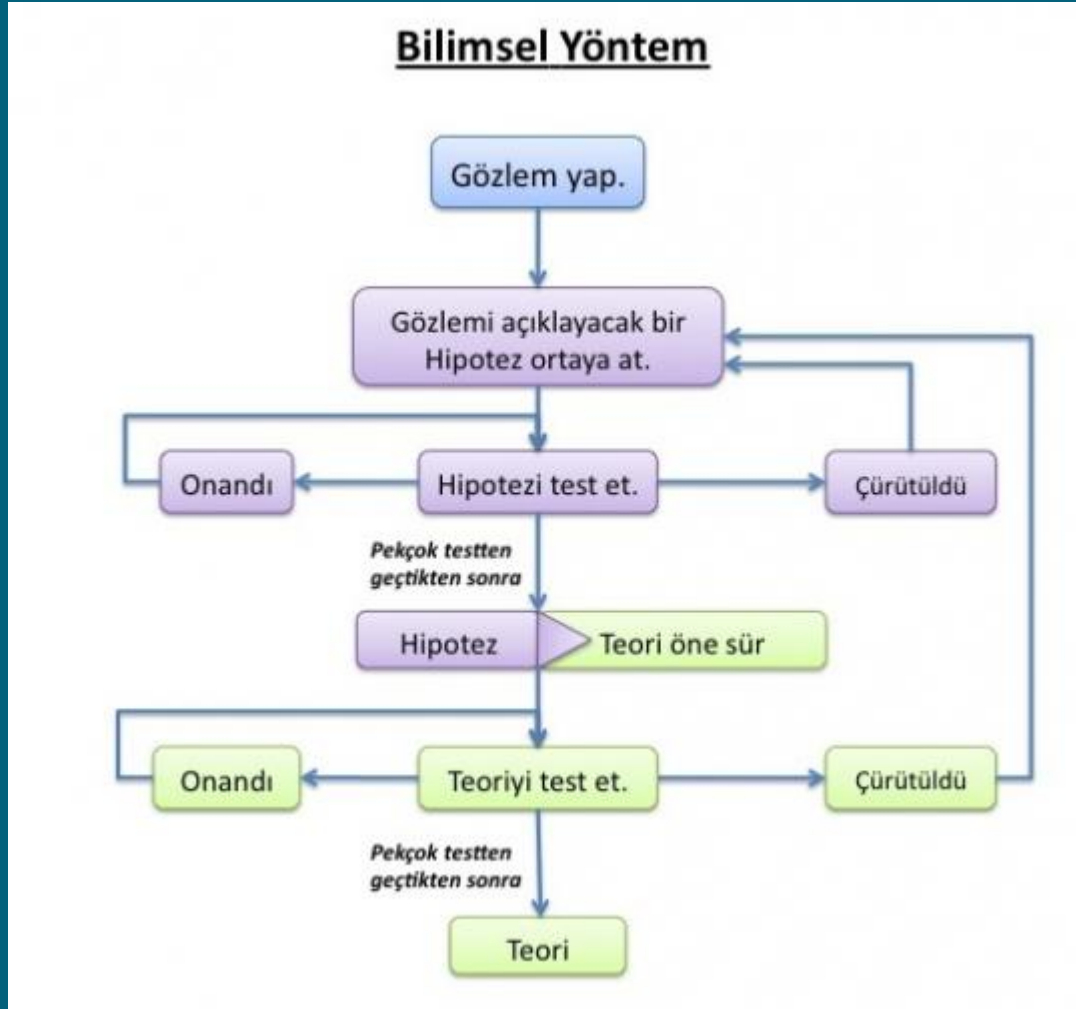 Bilimsel Yöntem
Gözlem yap.
Gözlemi açıklayacak bir
Hipotez ortaya at.
Onandı
Hipotezi test et.
Çürütüldü
Pekçok testten
geçtikten sonra
Hipotez
Teori öne sür
Onandı
Teoriyi test et.
Çürütüldü
Pekçok testten
geçtikten sonra
Teori